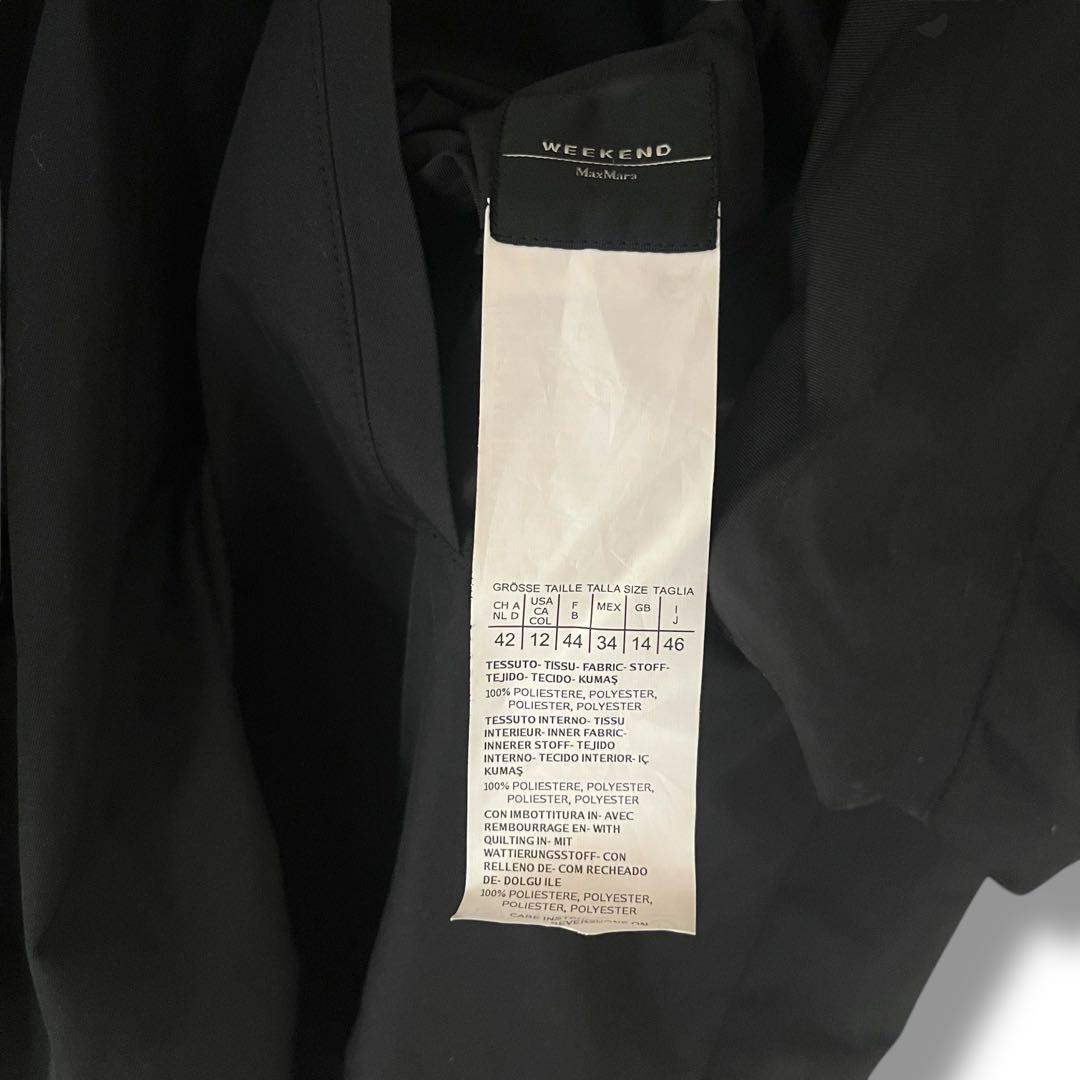 WEEKEND
MaxMara
GRÖSSE TAILLE TALLA SIZE TAGLIA
CH A NL D | USA CA COL | F B | MEX | GB | I J
42 | 12 | 44 | 34 | 14 | 46
TESSUTO- TISSU- FABRIC- STOFF-
TEJIDO- TECIDO- KUMAŞ
100% POLIESTERE, POLYESTER,
POLIESTER, POLYESTER
TESSUTO INTERNO- TISSU
INTERIEUR- INNER FABRIC-
INNERER STOFF- TEJIDO
INTERNO- TECIDO INTERIOR- IÇ
KUMAŞ
100% POLIESTERE, POLYESTER,
POLIESTER, POLYESTER
CON IMBOTTITURA IN- AVEC
REMBOURRAGE EN- WITH
QUILTING IN- MIT
WATTIERUNGSSTOFF- CON
RELLENO DE- COM RECHEADO
DE- DOLGU ILE
100% POLIESTERE, POLYESTER,
POLIESTER, POLYESTER
CARE